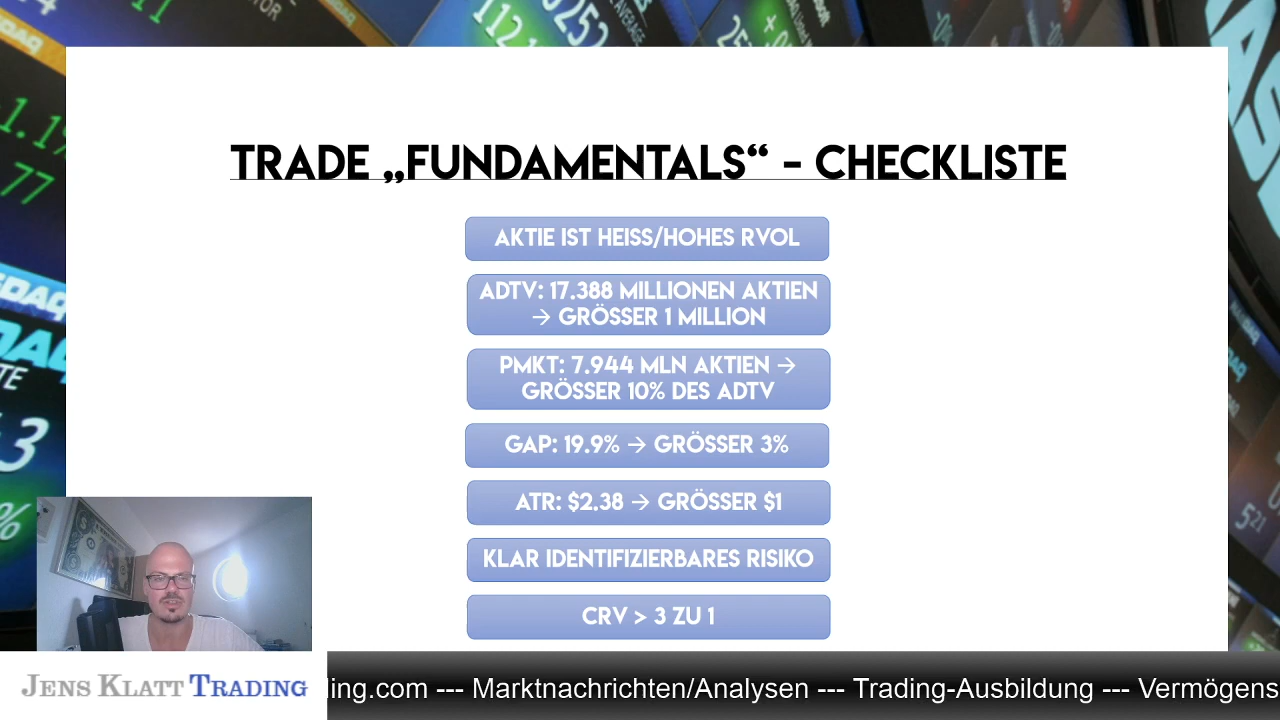 TRADE „FUNDAMENTALS“ - CHECKLISTE
AKTIE IST HEISS/HOHES RVOL
ADTV: 17.388 MILLIONEN AKTIEN
→ GRÖSSER 1 MILLION
PMKT: 7.944 MLN AKTIEN →
GRÖSSER 10% DES ADTV
GAP: 19.9% → GRÖSSER 3%
ATR: $2.38 → GRÖSSER $1
KLAR IDENTIFIZIERBARES RISIKO
CRV > 3 ZU 1
JENS KLATT TRADING
ling.com --- Marktnachrichten/Analysen --- Trading-Ausbildung --- Vermögens